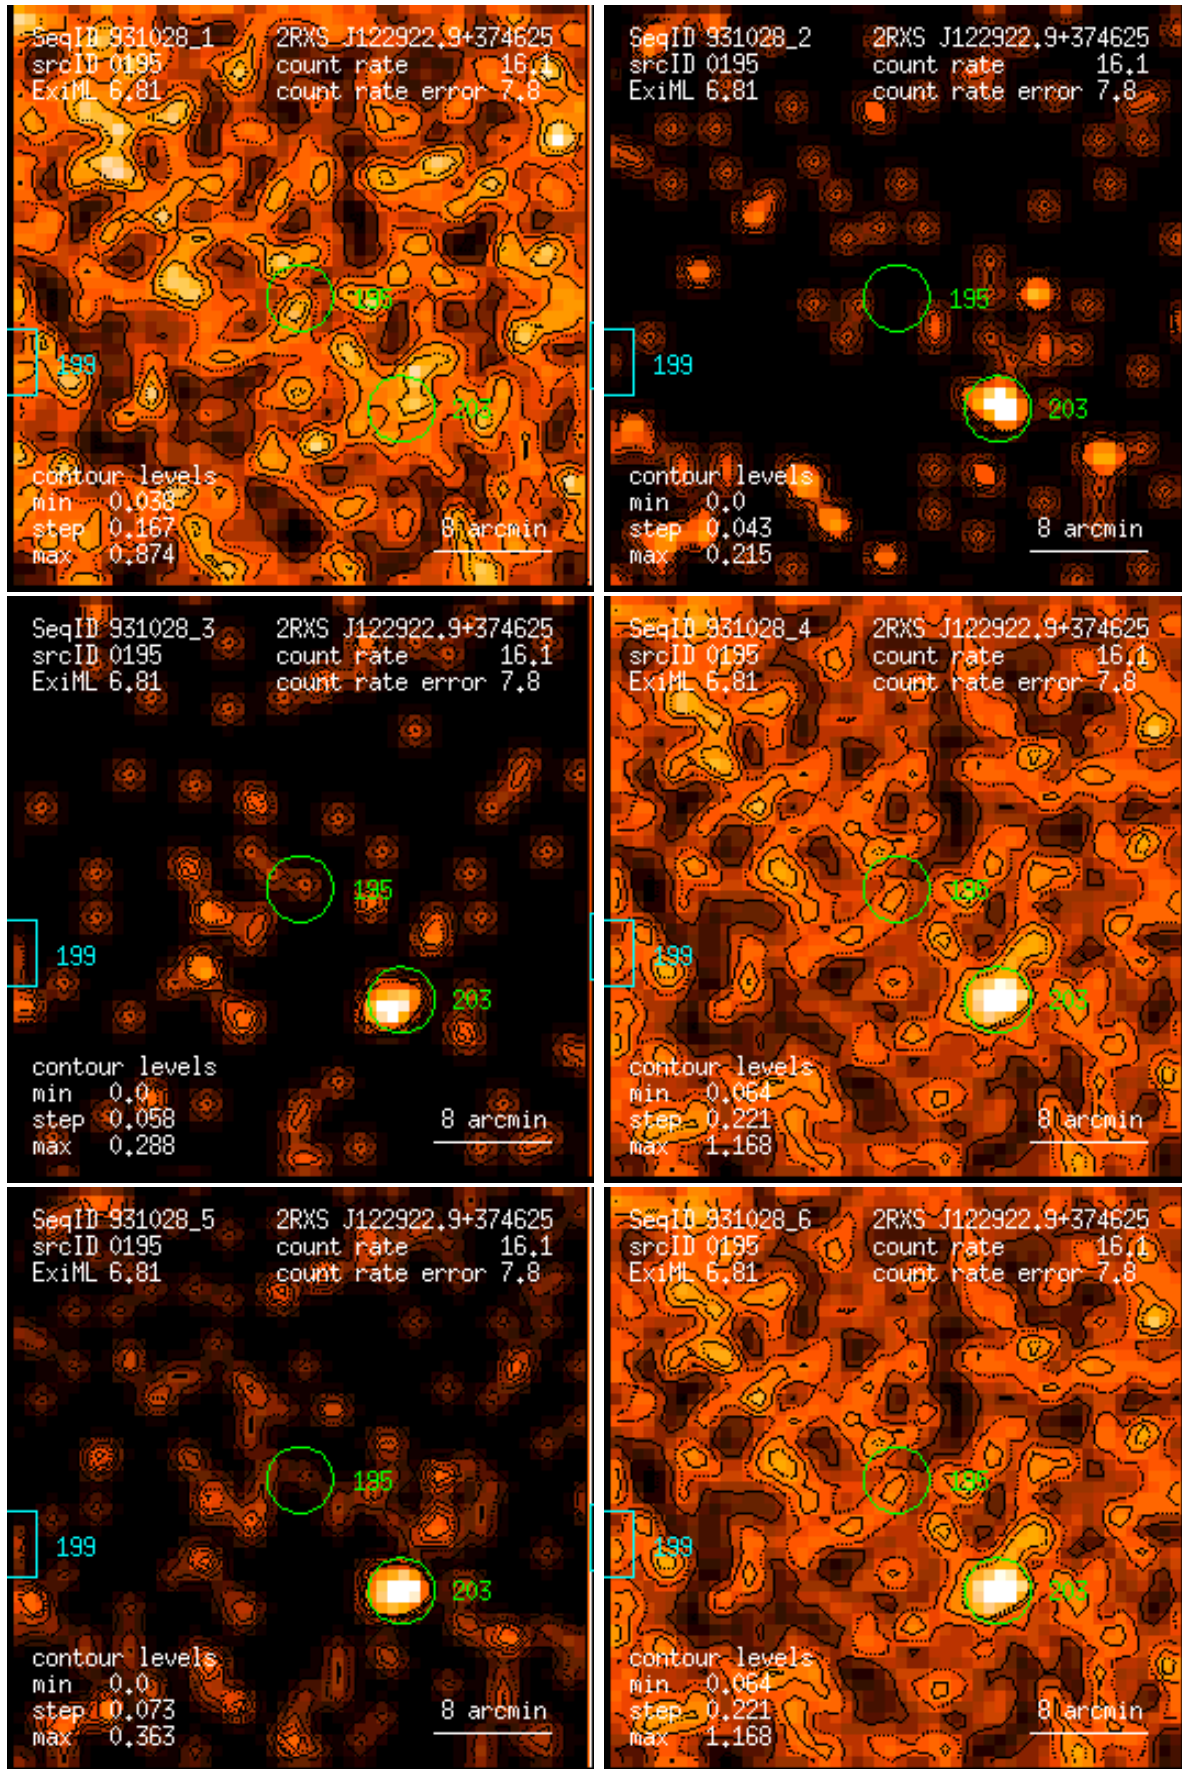 SeqID 931028_1 2RXS J122922.9+374625
srcID 0195 count rate 16.1
ExiML 6.81 count rate error 7.8
195
199
203
contour levels
min 0.038
step 0.167 8 arcmin
max 0.874
SeqID 931028_2 2RXS J122922.9+374625
srcID 0195 count rate 16.1
ExiML 6.81 count rate error 7.8
195
199
203
contour levels
min 0.0
step 0.043 8 arcmin
max 0.215
SeqID 931028_3 2RXS J122922.9+374625
srcID 0195 count rate 16.1
ExiML 6.81 count rate error 7.8
195
199
203
contour levels
min 0.0
step 0.058 8 arcmin
max 0.288
SeqID 931028_4 2RXS J122922.9+374625
srcID 0195 count rate 16.1
ExiML 6.81 count rate error 7.8
195
199
203
contour levels
min 0.064
step 0.221 8 arcmin
max 1.168
SeqID 931028_5 2RXS J122922.9+374625
srcID 0195 count rate 16.1
ExiML 6.81 count rate error 7.8
195
199
203
contour levels
min 0.0
step 0.073 8 arcmin
max 0.363
SeqID 931028_6 2RXS J122922.9+374625
srcID 0195 count rate 16.1
ExiML 6.81 count rate error 7.8
195
199
203
contour levels
min 0.064
step 0.221 8 arcmin
max 1.168